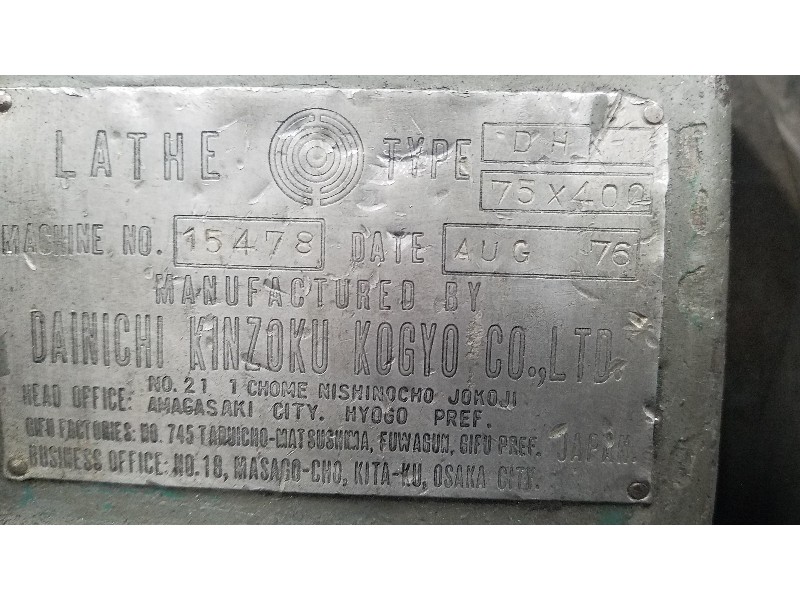 LATHE TYPE DH
75X400
MACHINE NO. 15478 DATE AUG 76
MANUFACTURED BY
DAINICHI KINZOKU KOGYO CO.,LTD.
HEAD OFFICE: NO.21 1 CHOME NISHINOCHO JOKOJI
AMAGASAKI CITY. HYOGO PREF.
GIFU FACTORIES: NO. 745 TARUICHO-MATSUSHIMA, FUWAGUN, GIFU PREF. JAPAN.
BUSINESS OFFICE: NO.18, MASAGO-CHO, KITA-KU, OSAKA CITY.